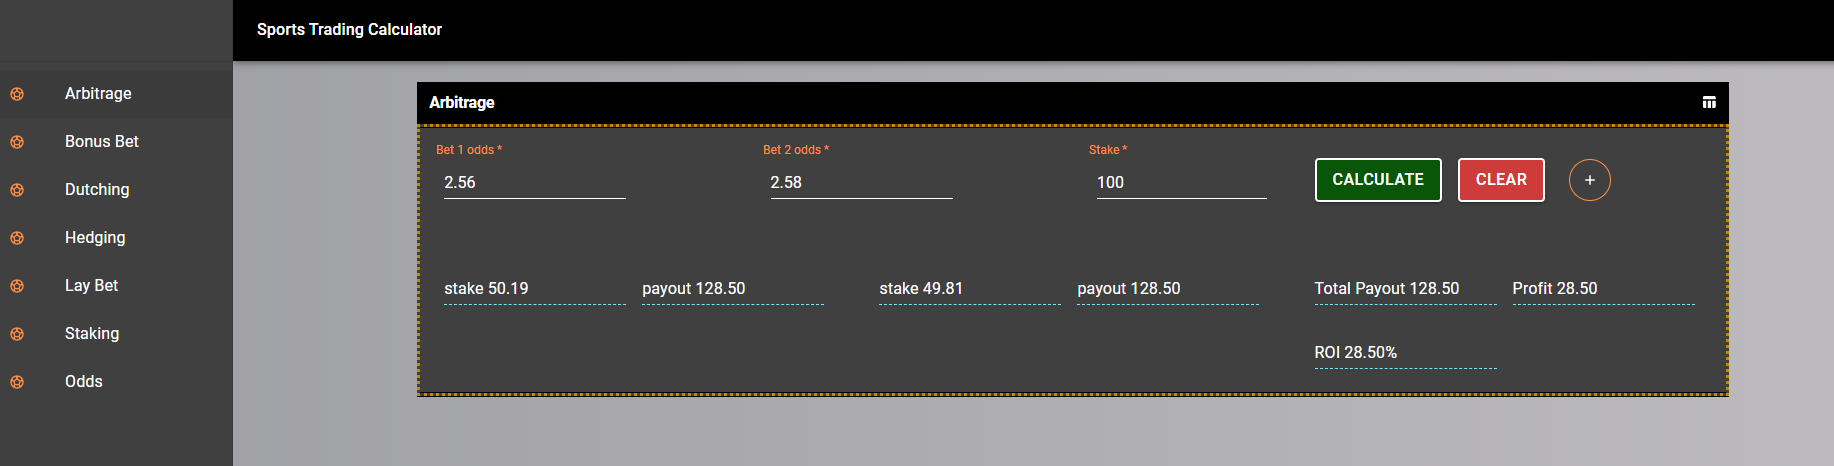 Sports Trading Calculator
Arbitrage
Bonus Bet
Dutching
Hedging
Lay Bet
Staking
Odds
Arbitrage
Bet 1 odds *
Bet 2 odds *
Stake *
2.56
2.58
100
CALCULATE
CLEAR
+
stake 50.19
payout 128.50
stake 49.81
payout 128.50
Total Payout 128.50
Profit 28.50
ROI 28.50%